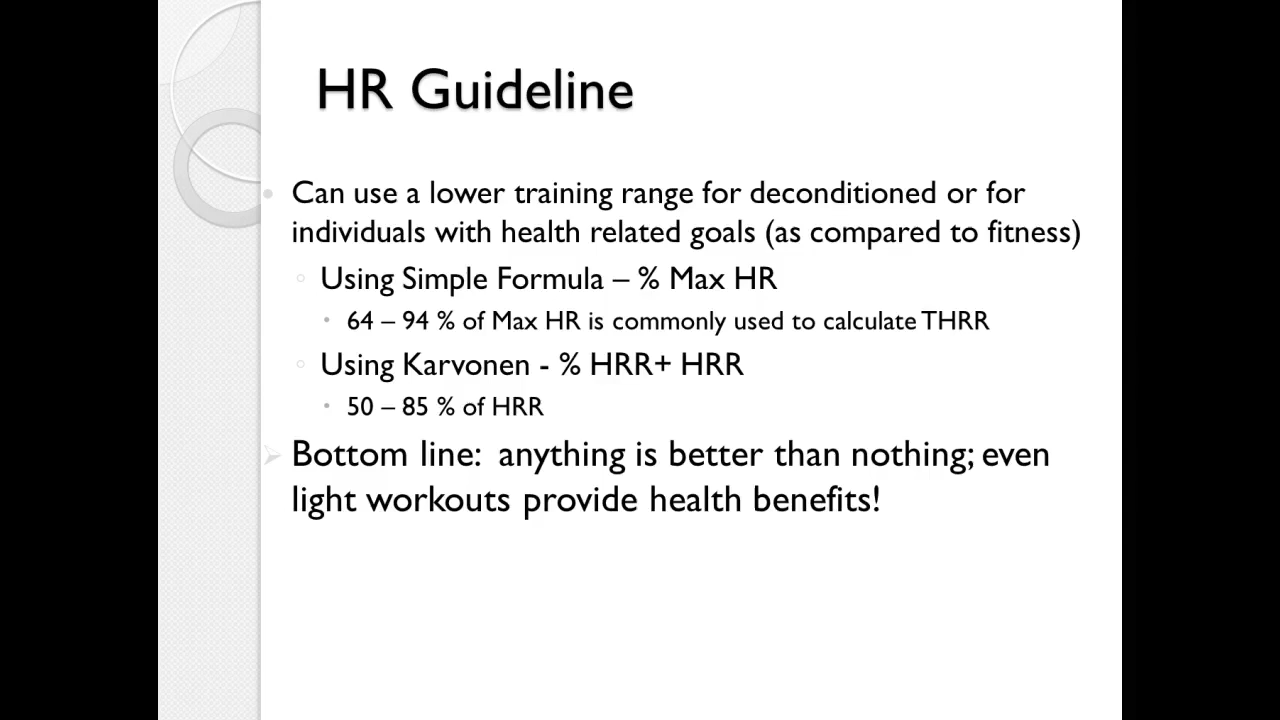 HR Guideline
Can use a lower training range for deconditioned or for
individuals with health related goals (as compared to fitness)
Using Simple Formula – % Max HR
64 – 94 % of Max HR is commonly used to calculate THRR
Using Karvonen - % HRR+ HRR
50 – 85 % of HRR
Bottom line:  anything is better than nothing; even
light workouts provide health benefits!